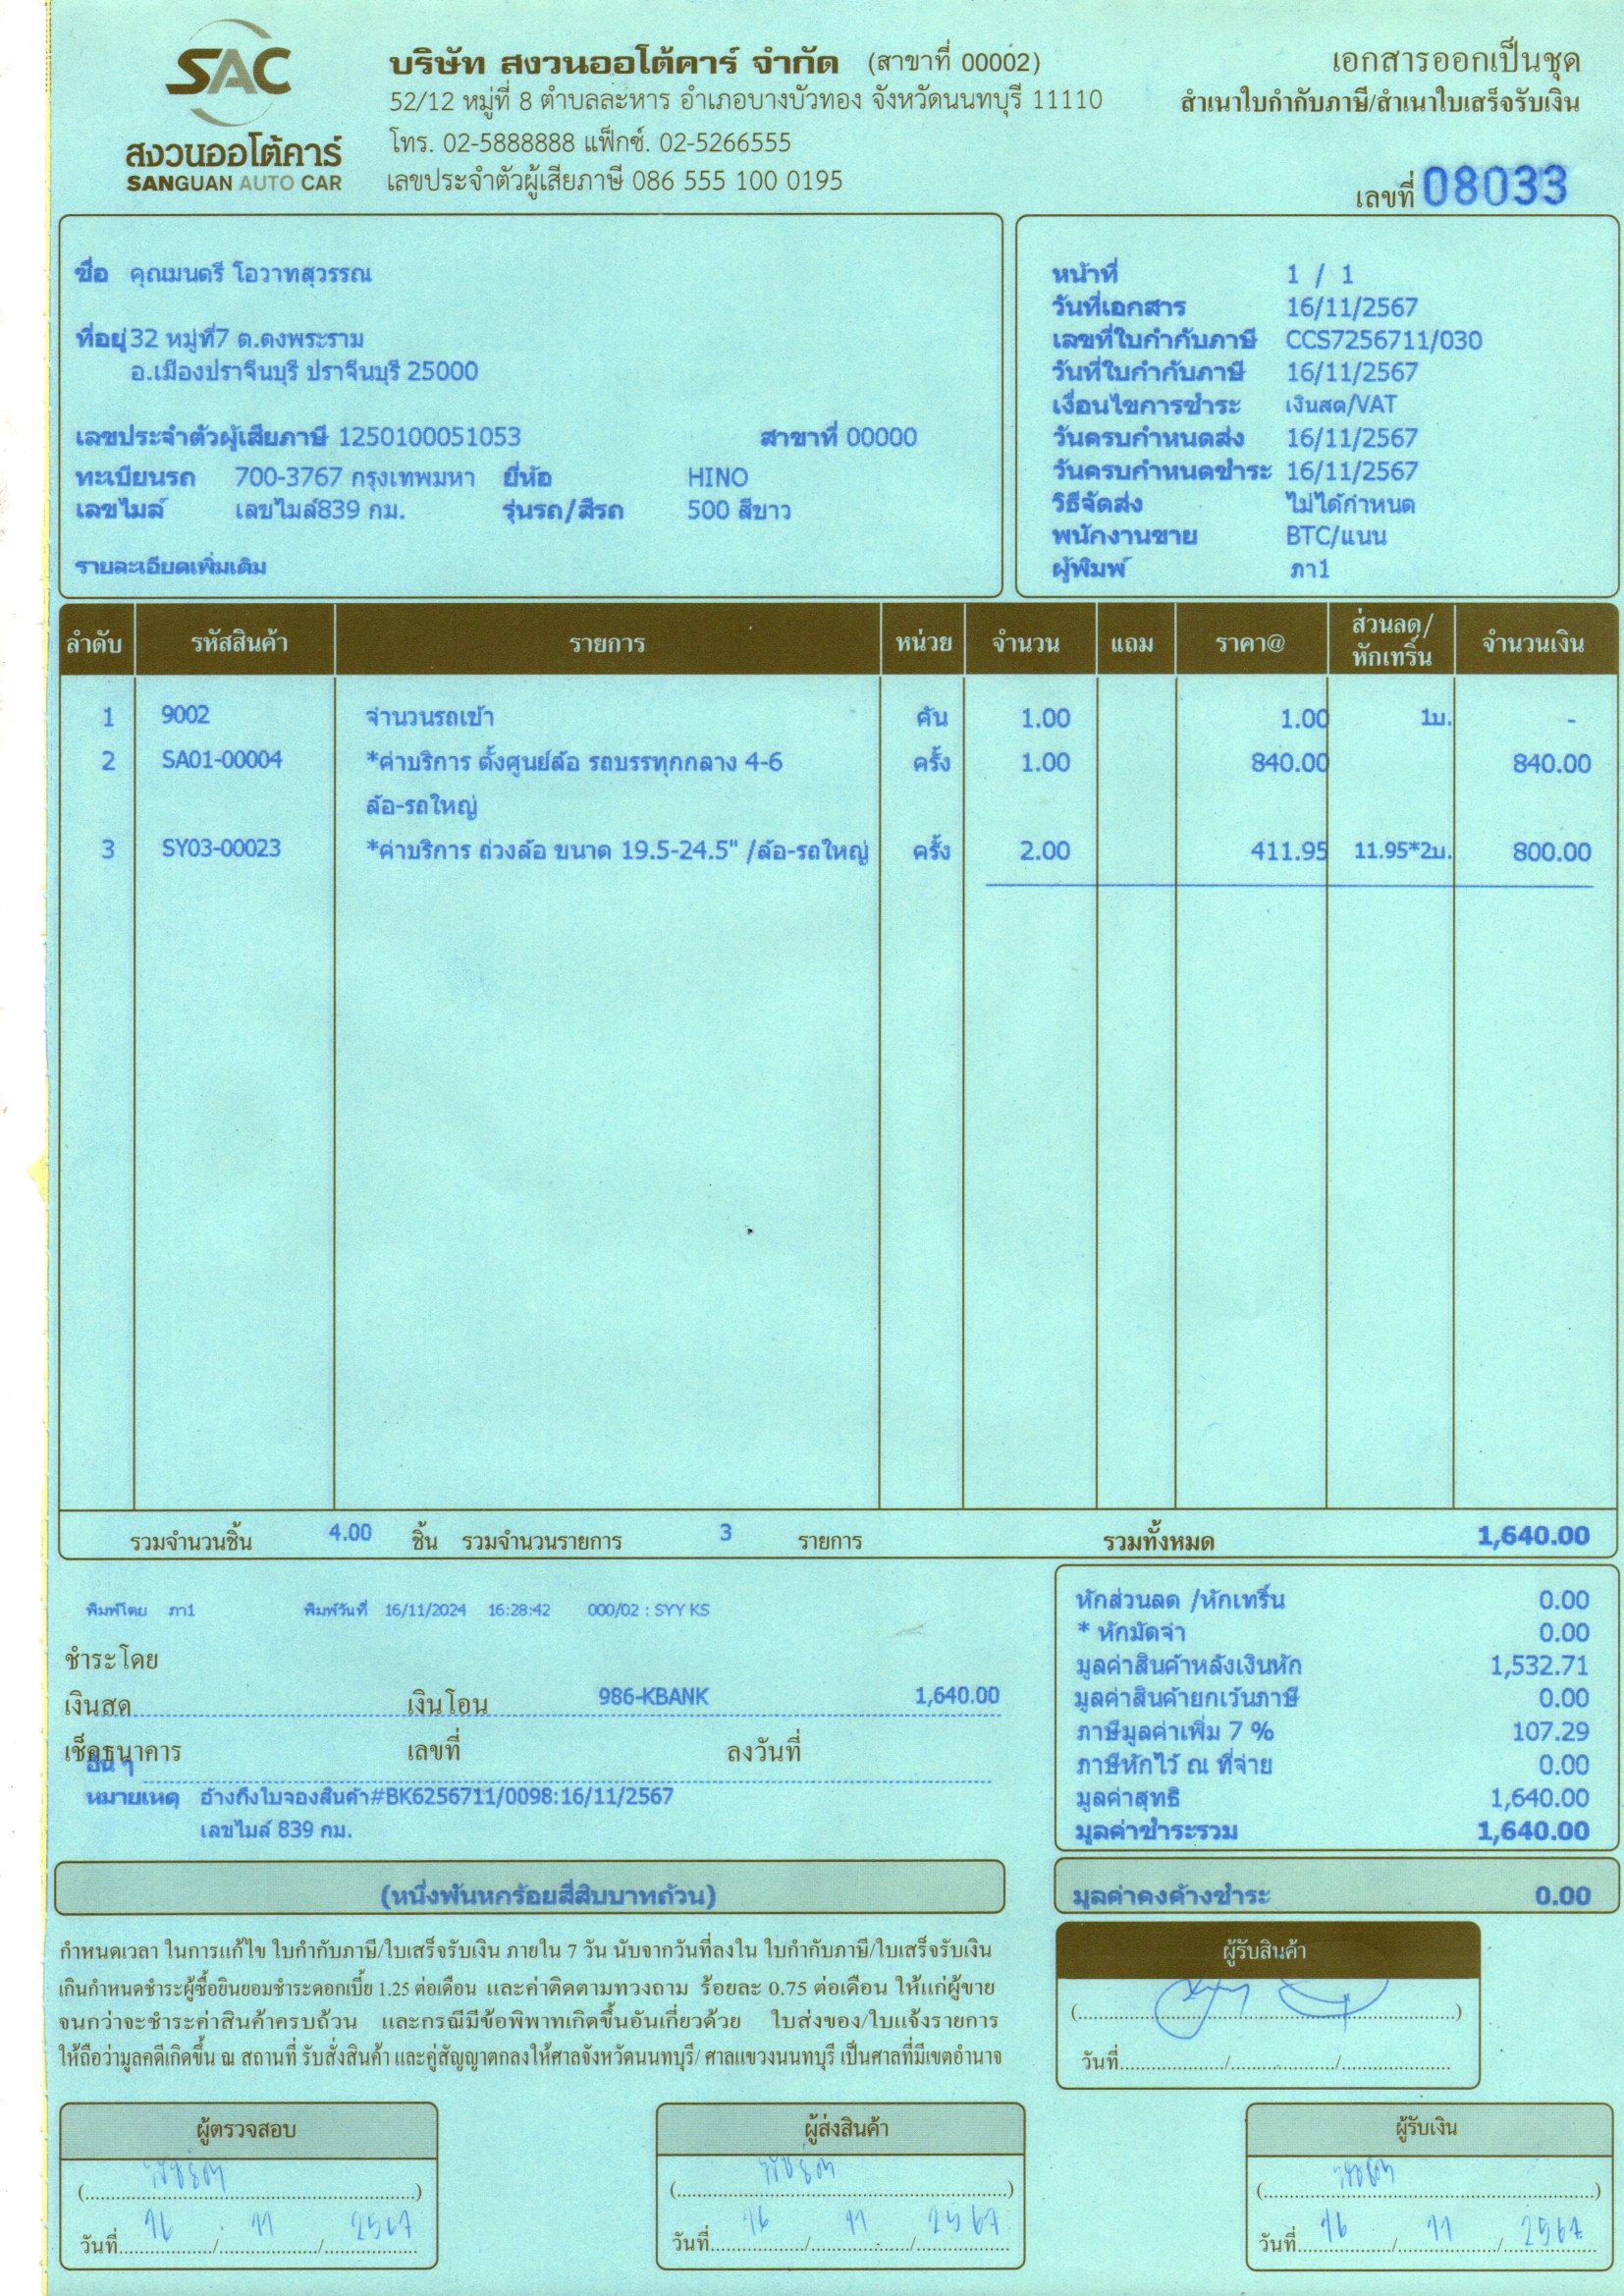 SAC
สงวนออโต้คาร์
SANGUAN AUTO CAR
บริษัท สงวนออโต้คาร์ จำกัด (สาขาที่ 00002)
52/12 หมู่ที่ 8 ตำบลละหาร อำเภอบางบัวทอง จังหวัดนนทบุรี 11110
โทร. 02-5888888 แฟ็กซ์. 02-5266555
เลขประจำตัวผู้เสียภาษี 086 555 100 0195
เอกสารออกเป็นชุด
สำเนาใบกำกับภาษี/สำเนาใบเสร็จรับเงิน
เลขที่ 08033
ชื่อ คุณมนตรี โอวาทสุวรรณ
ที่อยู่ 32 หมู่ที่7 ต.ดงพระราม
อ.เมืองปราจีนบุรี ปราจีนบุรี 25000
เลขประจำตัวผู้เสียภาษี 1250100051053 สาขาที่ 00000
ทะเบียนรถ 700-3767 กรุงเทพมหา ยี่ห้อ HINO
เลขไมล์ เลขไมล์839 กม. รุ่นรถ/สีรถ 500 สีขาว
รายละเอียดเพิ่มเติม
หน้าที่ 1 / 1
วันที่เอกสาร 16/11/2567
เลขที่ใบกำกับภาษี CCS7256711/030
วันที่ใบกำกับภาษี 16/11/2567
เงื่อนไขการชำระ เงินสด/VAT
วันครบกำหนดส่ง 16/11/2567
วันครบกำหนดชำระ 16/11/2567
วิธีจัดส่ง ไม่ได้กำหนด
พนักงานขาย BTC/แนน
ผู้พิมพ์ ภา1
ลำดับ รหัสสินค้า รายการ หน่วย จำนวน แถม ราคา@ ส่วนลด/ จำนวนเงิน
หักเทริ์น
1 9002 จำนวนรถเข้า คัน 1.00 1.00 1บ. -
2 SA01-00004 *ค่าบริการ ตั้งศูนย์ล้อ รถบรรทุกกลาง 4-6 ครั้ง 1.00 840.00 840.00
ล้อ-รถใหญ่
3 SY03-00023 *ค่าบริการ ถ่วงล้อ ขนาด 19.5-24.5" /ล้อ-รถใหญ่ ครั้ง 2.00 411.95 11.95*2บ. 800.00
รวมจำนวนชิ้น 4.00 ชิ้น รวมจำนวนรายการ 3 รายการ รวมทั้งหมด 1,640.00
พิมพ์โดย ภา1 พิมพ์วันที่ 16/11/2024 16:28:42 000/02 : SYY KS
ชำระโดย
เงินสด เงินโอน 986-KBANK 1,640.00
เช็คธนาคาร เลขที่ ลงวันที่
อื่น ๆ
หมายเหตุ อ้างถึงใบจองสินค้า#BK6256711/0098:16/11/2567
เลขไมล์ 839 กม.
หักส่วนลด /หักเทริ์น 0.00
* หักมัดจำ 0.00
มูลค่าสินค้าหลังเงินหัก 1,532.71
มูลค่าสินค้ายกเว้นภาษี 0.00
ภาษีมูลค่าเพิ่ม 7 % 107.29
ภาษีหักไว้ ณ ที่จ่าย 0.00
มูลค่าสุทธิ 1,640.00
มูลค่าชำระรวม 1,640.00
(หนึ่งพันหกร้อยสี่สิบบาทถ้วน)
มูลค่าคงค้างชำระ 0.00
กำหนดเวลา ในการแก้ไข ใบกำกับภาษี/ใบเสร็จรับเงิน ภายใน 7 วัน นับจากวันที่ลงใน ใบกำกับภาษี/ใบเสร็จรับเงิน
เกินกำหนดชำระผู้ซื้อยินยอมชำระดอกเบี้ย 1.25 ต่อเดือน และค่าติดตามทวงถาม ร้อยละ 0.75 ต่อเดือน ให้แก่ผู้ขาย
จนกว่าจะชำระค่าสินค้าครบถ้วน และกรณีมีข้อพิพาทเกิดขึ้นอันเกี่ยวด้วย ใบส่งของ/ใบแจ้งรายการ
ให้ถือว่ามูลคดีเกิดขึ้น ณ สถานที่ รับสั่งสินค้า และคู่สัญญาตกลงให้ศาลจังหวัดนนทบุรี/ ศาลแขวงนนทบุรี เป็นศาลที่มีเขตอำนาจ
ผู้รับสินค้า
วันที่
ผู้ตรวจสอบ
วันที่ 16 / 11 / 2567
ผู้ส่งสินค้า
วันที่ 16 / 11 / 2567
ผู้รับเงิน
วันที่ 16 / 11 / 2567